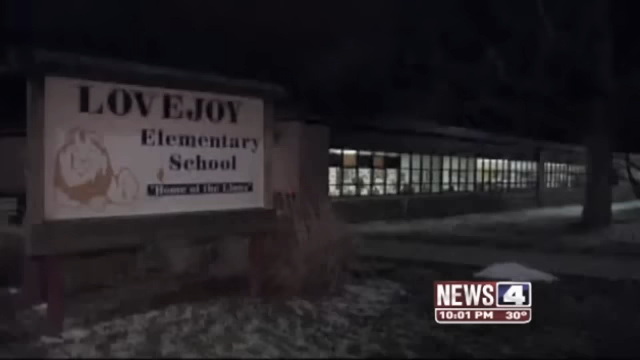 LOVEJOY
Elementary
School
"Home of the Lions"
NEWS 4
10:01 PM 30°